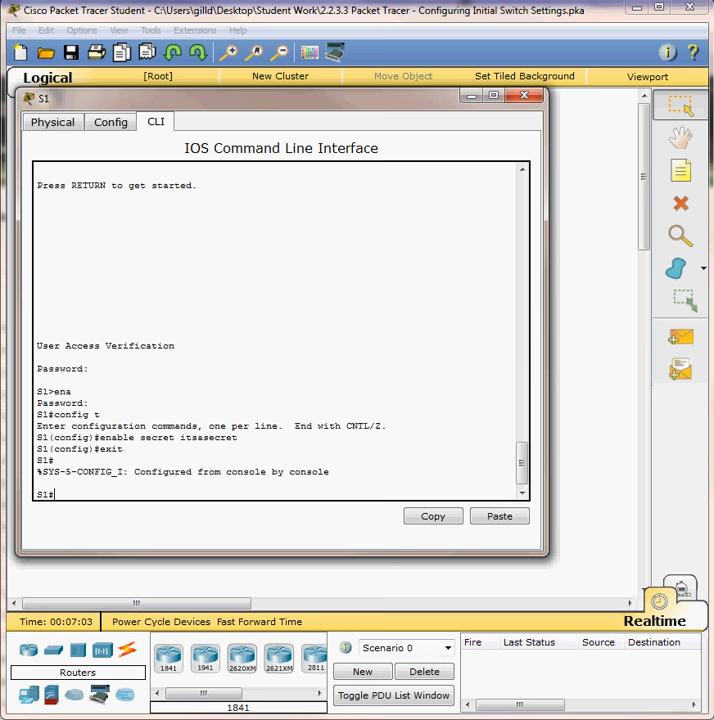 Cisco Packet Tracer Student - C:\Users\gilld\Desktop\Student Work\2.2.3.3 Packet Tracer - Configuring Initial Switch Settings.pka
File Edit Options View Tools Extensions Help
Logical [Root] New Cluster Move Object Set Tiled Background Viewport
S1
Physical Config CLI
IOS Command Line Interface
Press RETURN to get started.
User Access Verification
Password:
S1>ena
Password:
S1#config t
Enter configuration commands, one per line.  End with CNTL/Z.
S1(config)#enable secret itsasecret
S1(config)#exit
S1#
%SYS-5-CONFIG_I: Configured from console by console
S1#
Copy Paste
Time: 00:07:03 Power Cycle Devices Fast Forward Time
Realtime
Routers
1841 1941 2620XM 2621XM 2811
1841
Scenario 0
New Delete
Toggle PDU List Window
Fire Last Status Source Destination